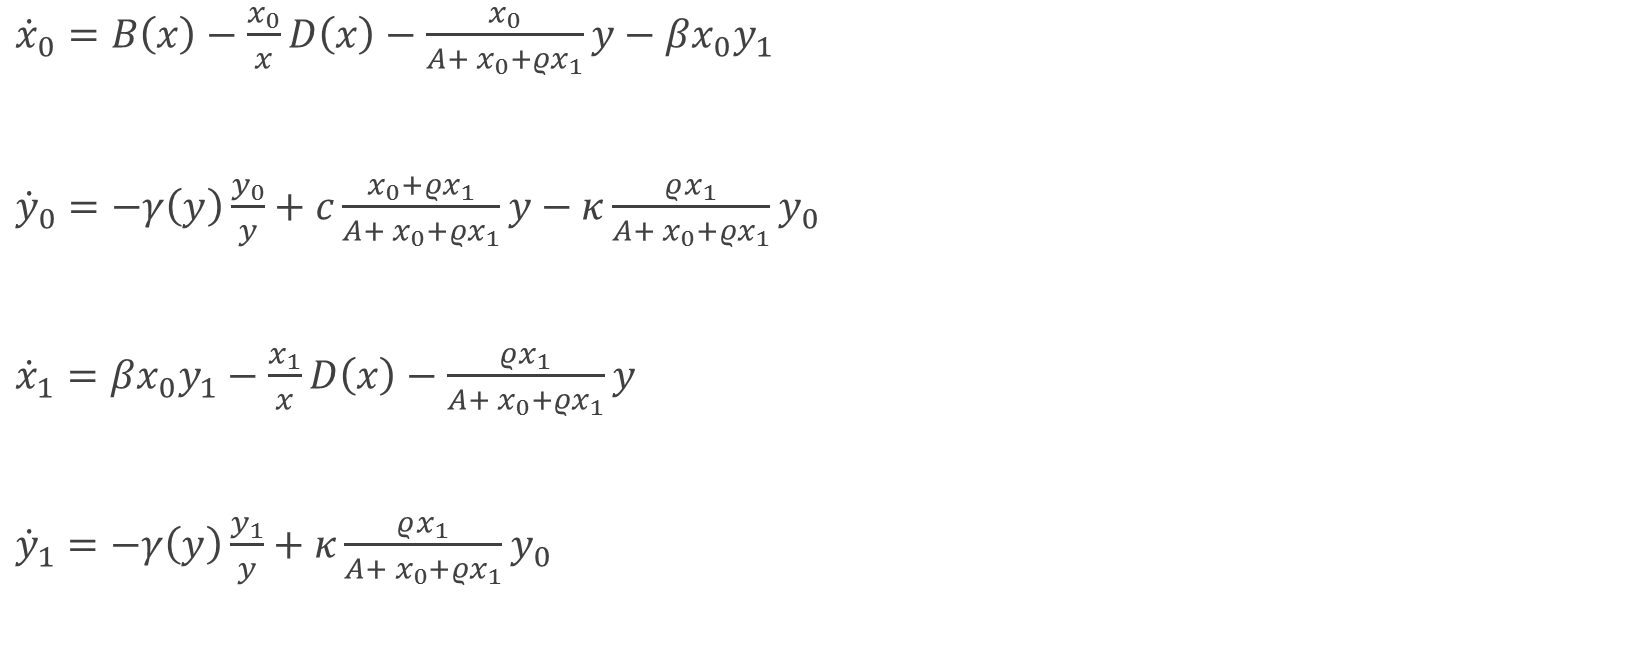 ẋ₀ = B(x) − x₀/x D(x) − x₀/(A+ x₀+ϱx₁) y − βx₀y₁
ẏ₀ = −γ(y) y₀/y + c (x₀+ϱx₁)/(A+ x₀+ϱx₁) y − κ ϱx₁/(A+ x₀+ϱx₁) y₀
ẋ₁ = βx₀y₁ − x₁/x D(x) − ϱx₁/(A+ x₀+ϱx₁) y
ẏ₁ = −γ(y) y₁/y + κ ϱx₁/(A+ x₀+ϱx₁) y₀